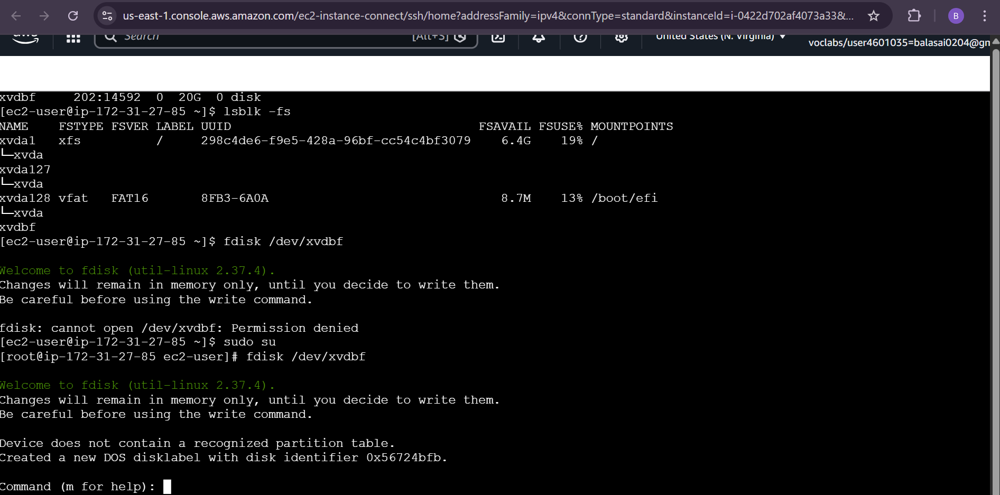 us-east-1.console.aws.amazon.com/ec2-instance-connect/ssh/home?addressFamily=ipv4&connType=standard&instanceId=i-0422d702af4073a33&...
B
aws
Search
[Alt+S]
United States (N. Virginia)
voclabs/user4601035=balasai0204@gm
xvdbf     202:14592  0  20G  0 disk
[ec2-user@ip-172-31-27-85 ~]$ lsblk -fs
NAME    FSTYPE FSVER LABEL UUID                                 FSAVAIL FSUSE% MOUNTPOINTS
xvda1   xfs          /     298c4de6-f9e5-428a-96bf-cc54c4bf3079    6.4G    19% /
└─xvda
xvda127
└─xvda
xvda128 vfat   FAT16       8FB3-6A0A                               8.7M    13% /boot/efi
└─xvda
xvdbf
[ec2-user@ip-172-31-27-85 ~]$ fdisk /dev/xvdbf
Welcome to fdisk (util-linux 2.37.4).
Changes will remain in memory only, until you decide to write them.
Be careful before using the write command.
fdisk: cannot open /dev/xvdbf: Permission denied
[ec2-user@ip-172-31-27-85 ~]$ sudo su
[root@ip-172-31-27-85 ec2-user]# fdisk /dev/xvdbf
Welcome to fdisk (util-linux 2.37.4).
Changes will remain in memory only, until you decide to write them.
Be careful before using the write command.
Device does not contain a recognized partition table.
Created a new DOS disklabel with disk identifier 0x56724bfb.
Command (m for help):